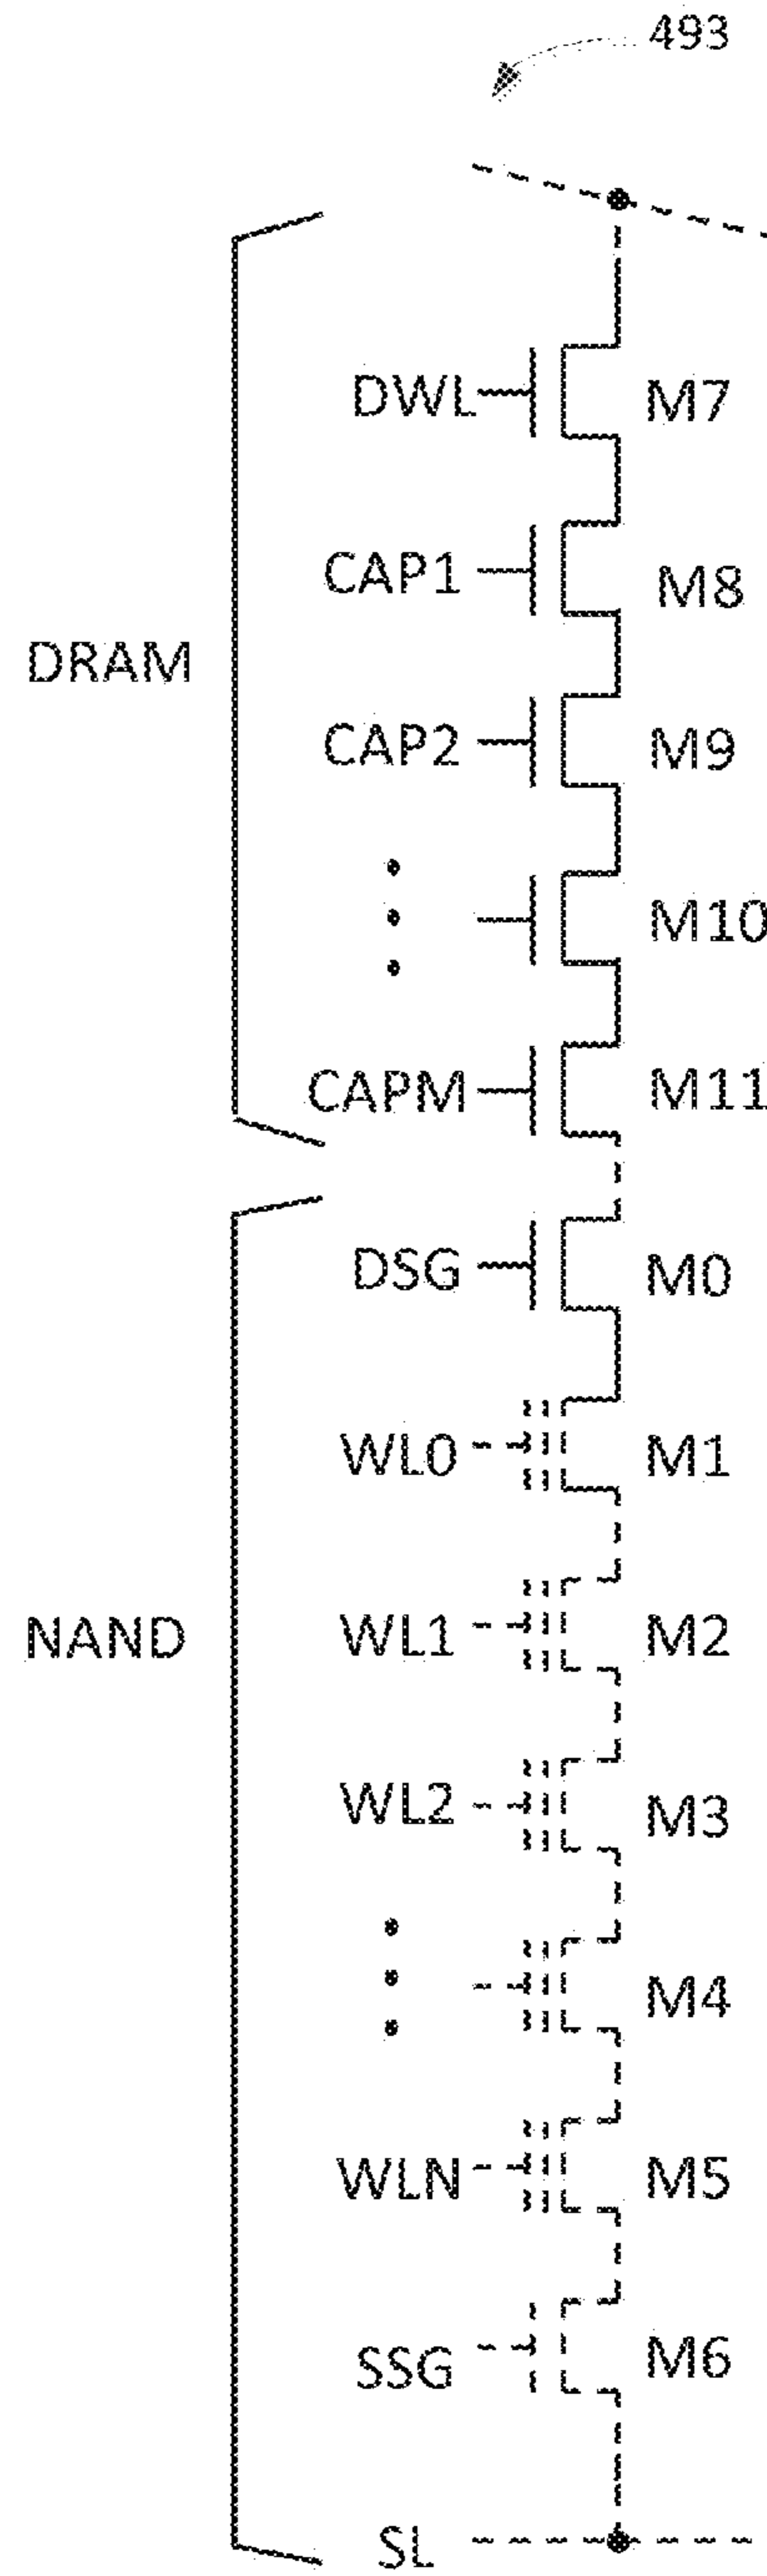 493
DWL M7
CAP1 M8
DRAM
CAP2 M9
M10
CAPM M11
DSG M0
WL0 M1
NAND
WL1 M2
WL2 M3
M4
WLN M5
SSG M6
SL